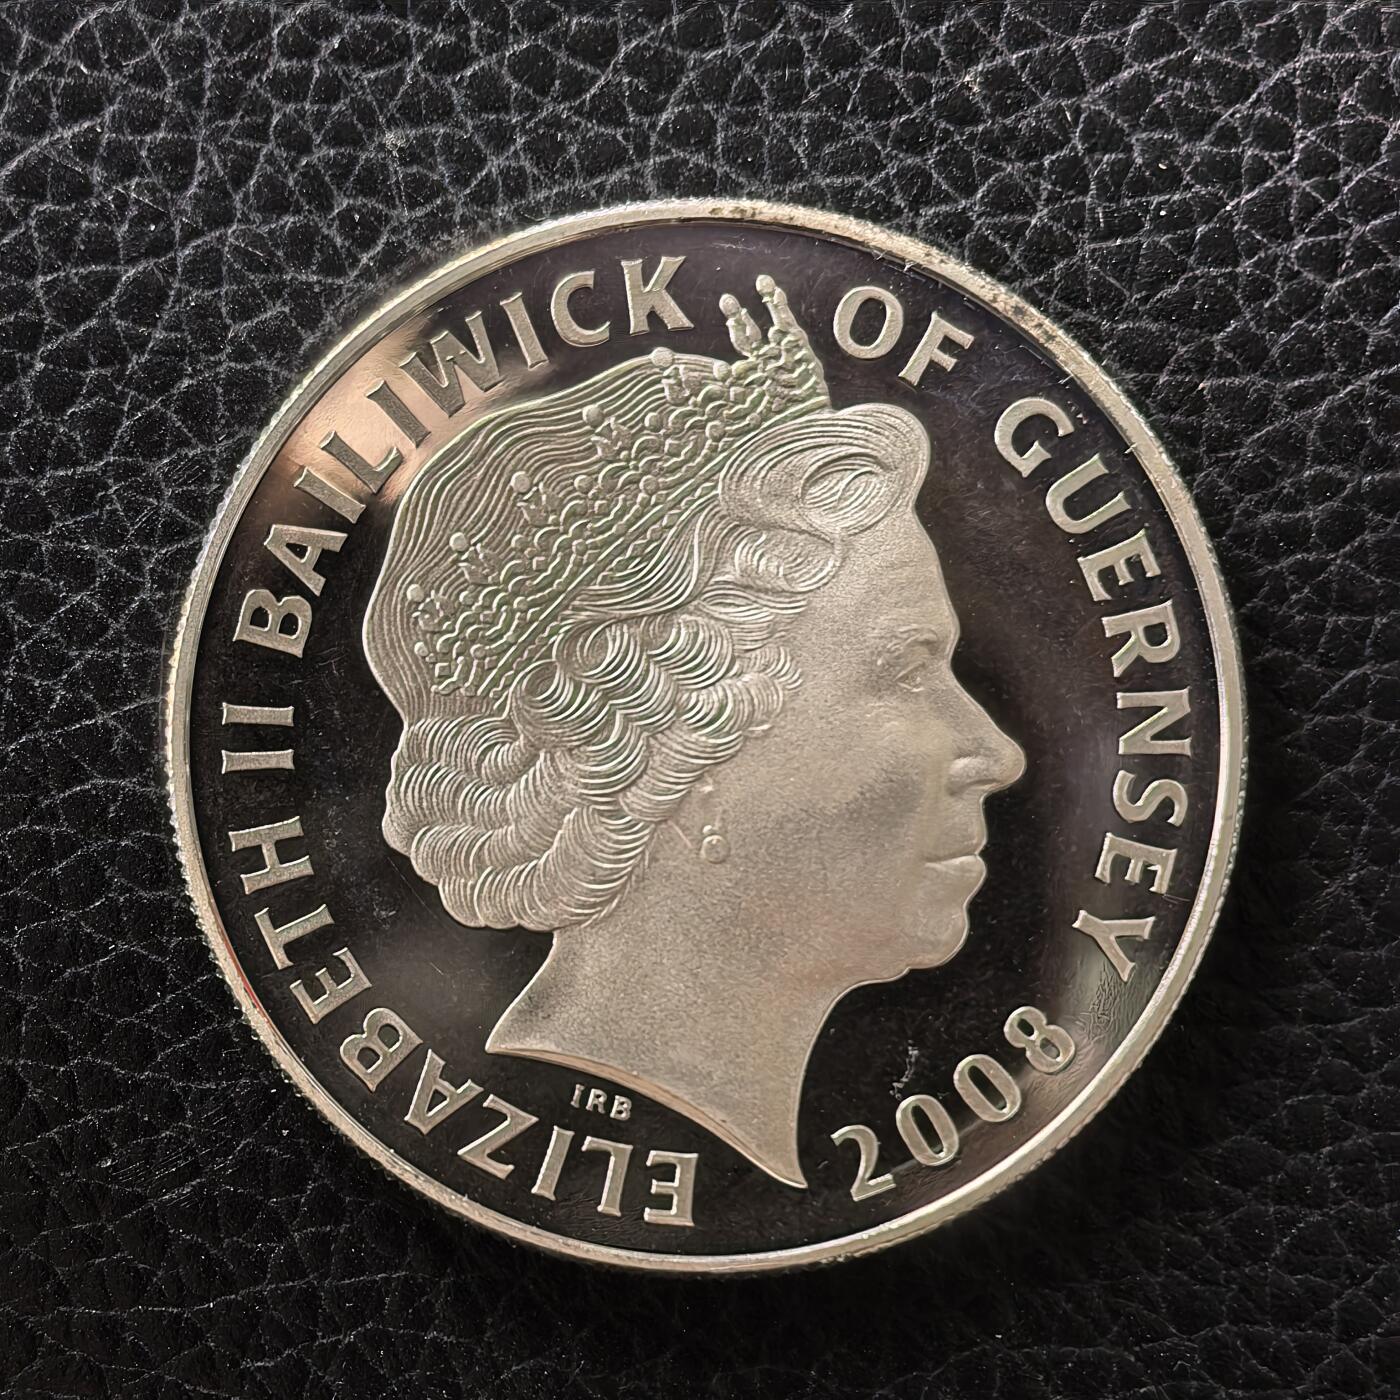 ELIZABETH II BAILIWICK OF GUERNSEY 2008
IRB